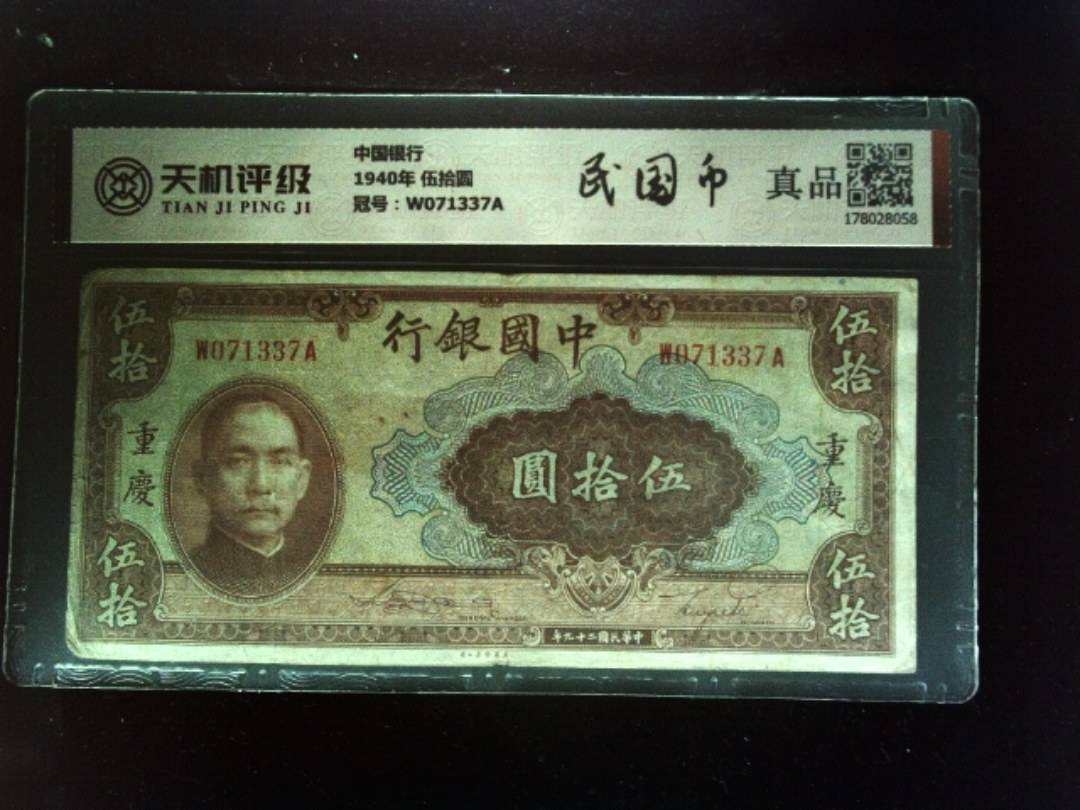 天机评级
TIAN JI PING JI
中国银行
1940年 伍拾圆
冠号：W071337A
民国币
真品
178028058
伍拾
行銀國中
伍拾
W071337A
W071337A
重慶
圓拾伍
重慶
伍拾
伍拾
年九十二國民華中